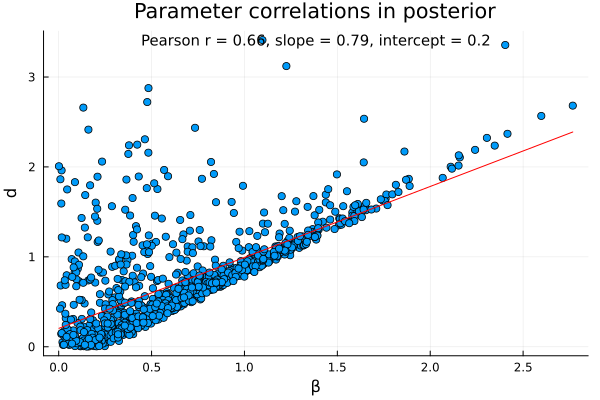 Parameter correlations in posterior
Pearson r = 0.66, slope = 0.79, intercept = 0.2
3
2
1
0
d
0.0 0.5 1.0 1.5 2.0 2.5
β